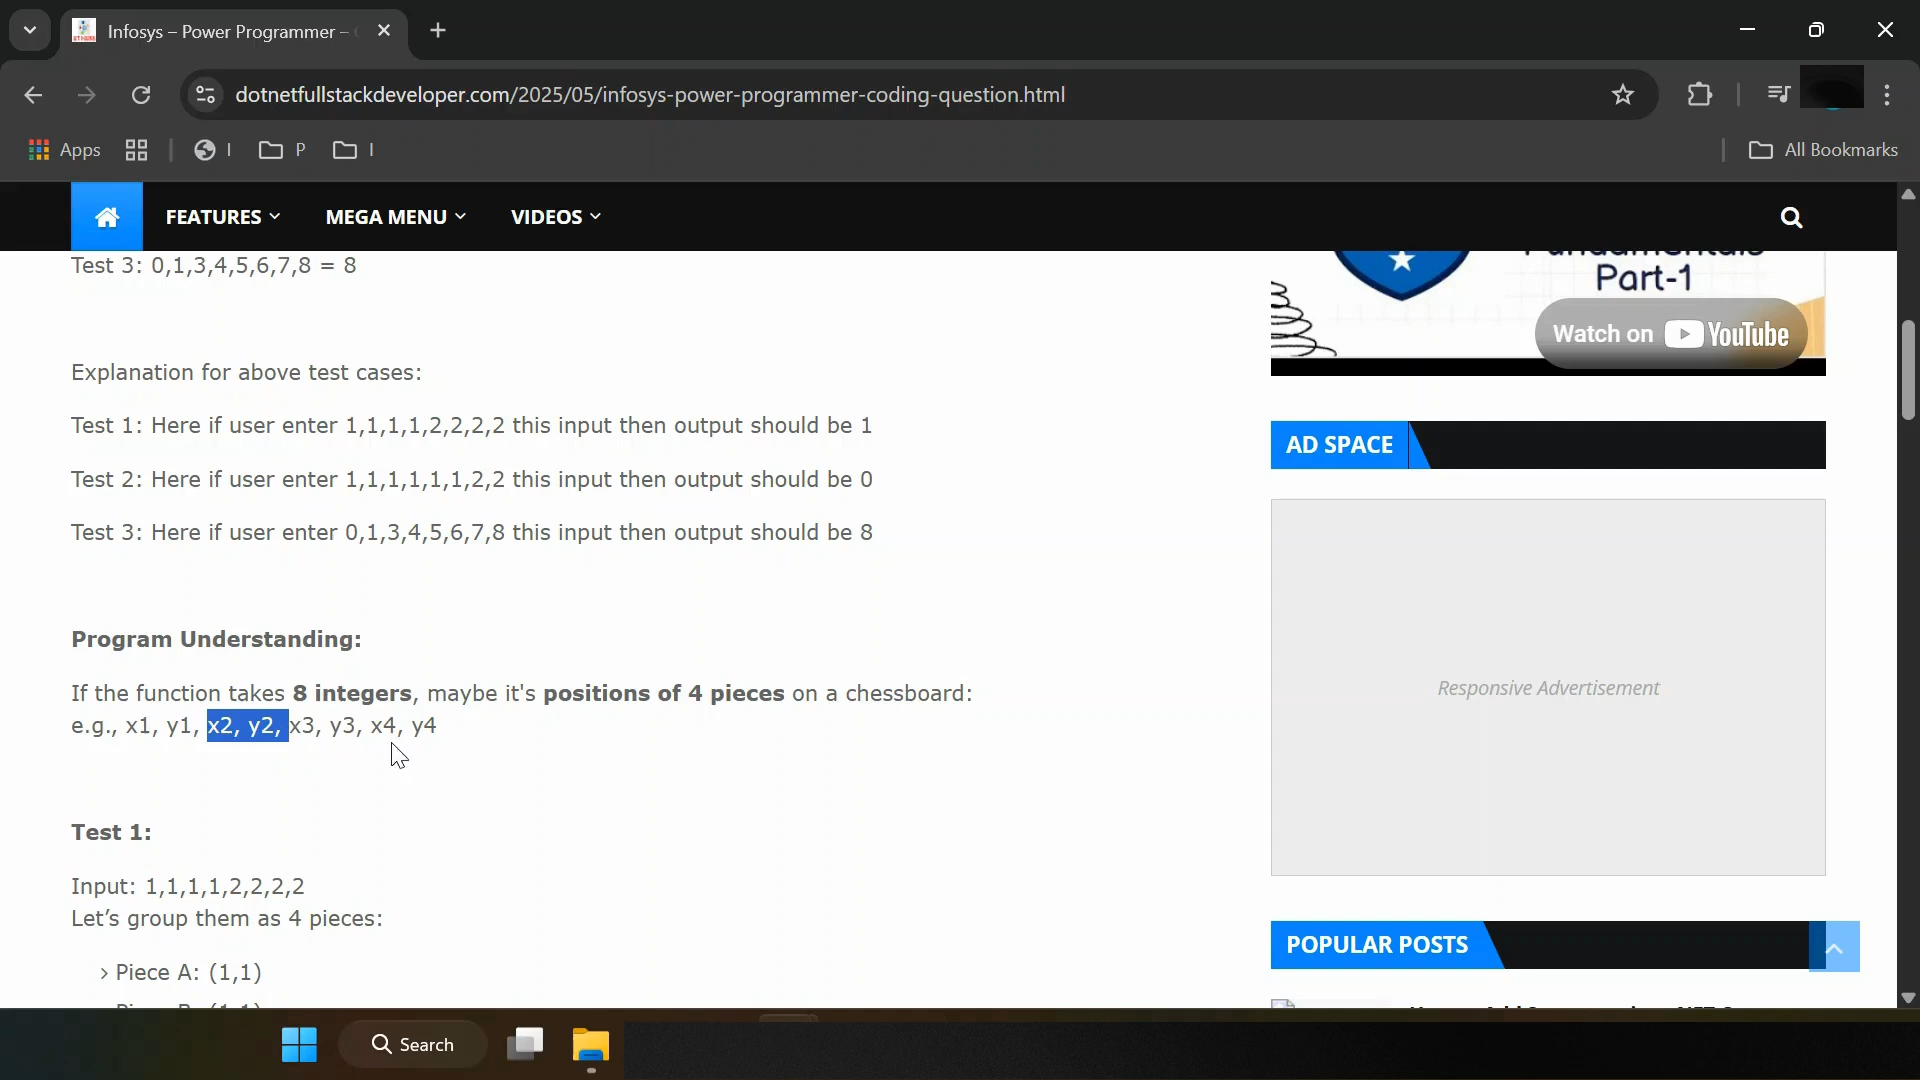 Infosys – Power Programmer –
dotnetfullstackdeveloper.com/2025/05/infosys-power-programmer-coding-question.html
Apps
I
P
I
All Bookmarks
FEATURES
MEGA MENU
VIDEOS
Test 3: 0,1,3,4,5,6,7,8 = 8
Explanation for above test cases:
Test 1: Here if user enter 1,1,1,1,2,2,2,2 this input then output should be 1
Test 2: Here if user enter 1,1,1,1,1,1,2,2 this input then output should be 0
Test 3: Here if user enter 0,1,3,4,5,6,7,8 this input then output should be 8
Program Understanding:
If the function takes 8 integers, maybe it's positions of 4 pieces on a chessboard:
e.g., x1, y1, x2, y2, x3, y3, x4, y4
Test 1:
Input: 1,1,1,1,2,2,2,2
Let’s group them as 4 pieces:
› Piece A: (1,1)
Part-1
Watch on YouTube
AD SPACE
Responsive Advertisement
POPULAR POSTS
Search